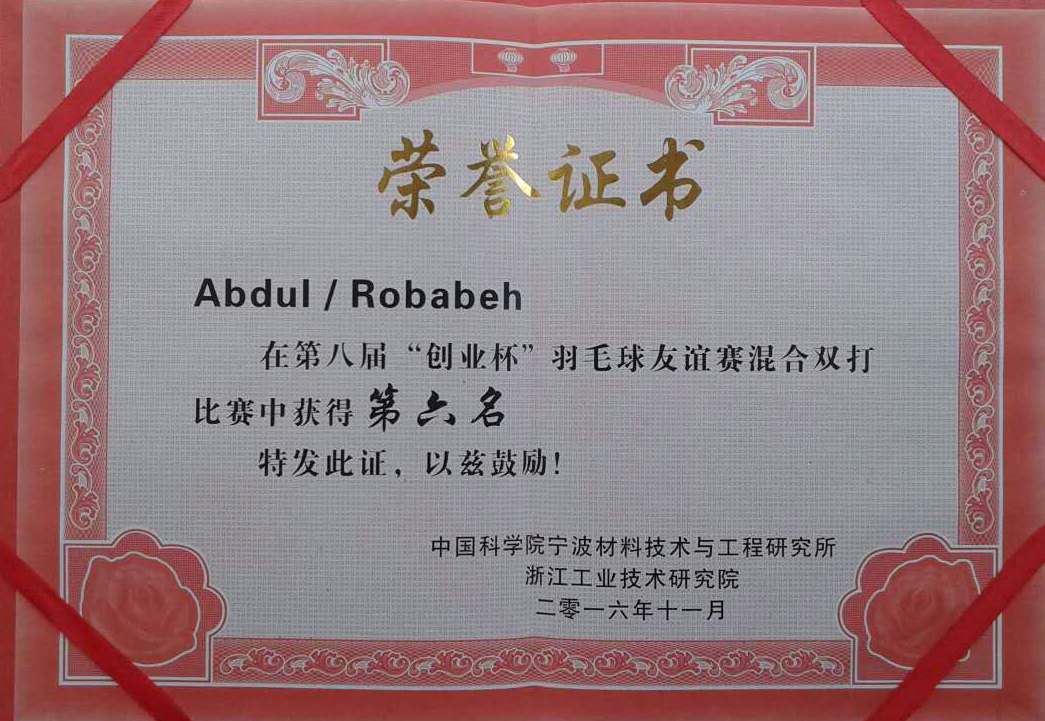 荣誉证书
Abdul / Robabeh
在第八届“创业杯”羽毛球友谊赛混合双打
比赛中获得 第六名
特发此证，以兹鼓励！
中国科学院宁波材料技术与工程研究所
浙江工业技术研究院
二零一六年十一月